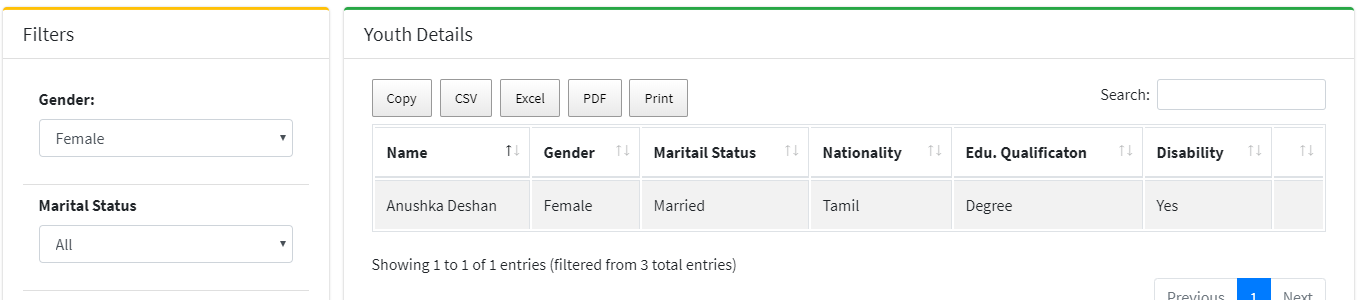 Filters
Gender:
Female
Marital Status
All
Youth Details
Copy CSV Excel PDF Print Search:
Name Gender Maritail Status Nationality Edu. Qualificaton Disability
Anushka Deshan Female Married Tamil Degree Yes
Showing 1 to 1 of 1 entries (filtered from 3 total entries)
Previous 1 Next